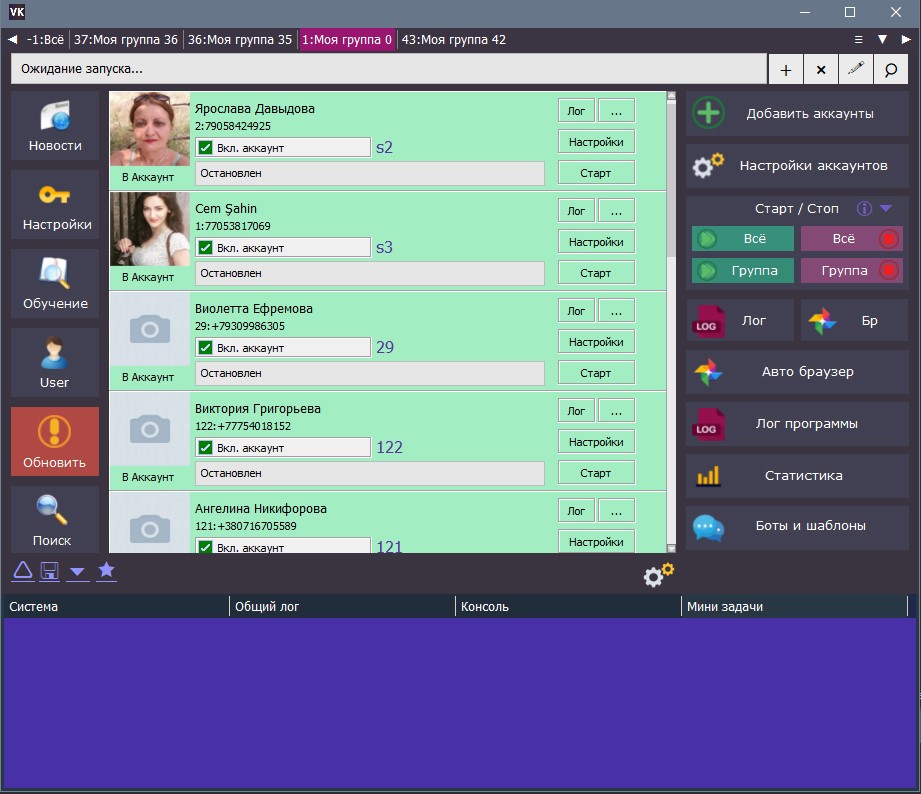 VK
-1:Всё 37:Моя группа 36 36:Моя группа 35 1:Моя группа 0 43:Моя группа 42
Ожидание запуска...
Новости
Настройки
Обучение
User
Обновить
Поиск
Ярослава Давыдова
2:79058424925
Вкл. аккаунт s2
В Аккаунт
Остановлен
Лог ...
Настройки
Старт
Cem Şahin
1:77053817069
Вкл. аккаунт s3
В Аккаунт
Остановлен
Лог ...
Настройки
Старт
Виолетта Ефремова
29:+79309986305
Вкл. аккаунт 29
В Аккаунт
Остановлен
Лог ...
Настройки
Старт
Виктория Григорьева
122:+77754018152
Вкл. аккаунт 122
В Аккаунт
Остановлен
Лог ...
Настройки
Старт
Ангелина Никифорова
121:+380716705589
Вкл. аккаунт 121
Лог ...
Настройки
Добавить аккаунты
Настройки аккаунтов
Старт / Стоп
Всё Всё
Группа Группа
LOG Лог Бр
Авто браузер
LOG Лог программы
Статистика
Боты и шаблоны
Система Общий лог Консоль Мини задачи